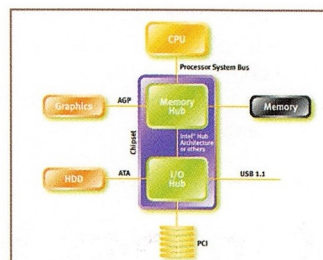 CPU
Processor System Bus
Graphics
AGP
Memory
Hub
Memory
Chipset
Intel® Hub
Architecture
or others
HDD
ATA
I/O
Hub
USB 1.1
PCI